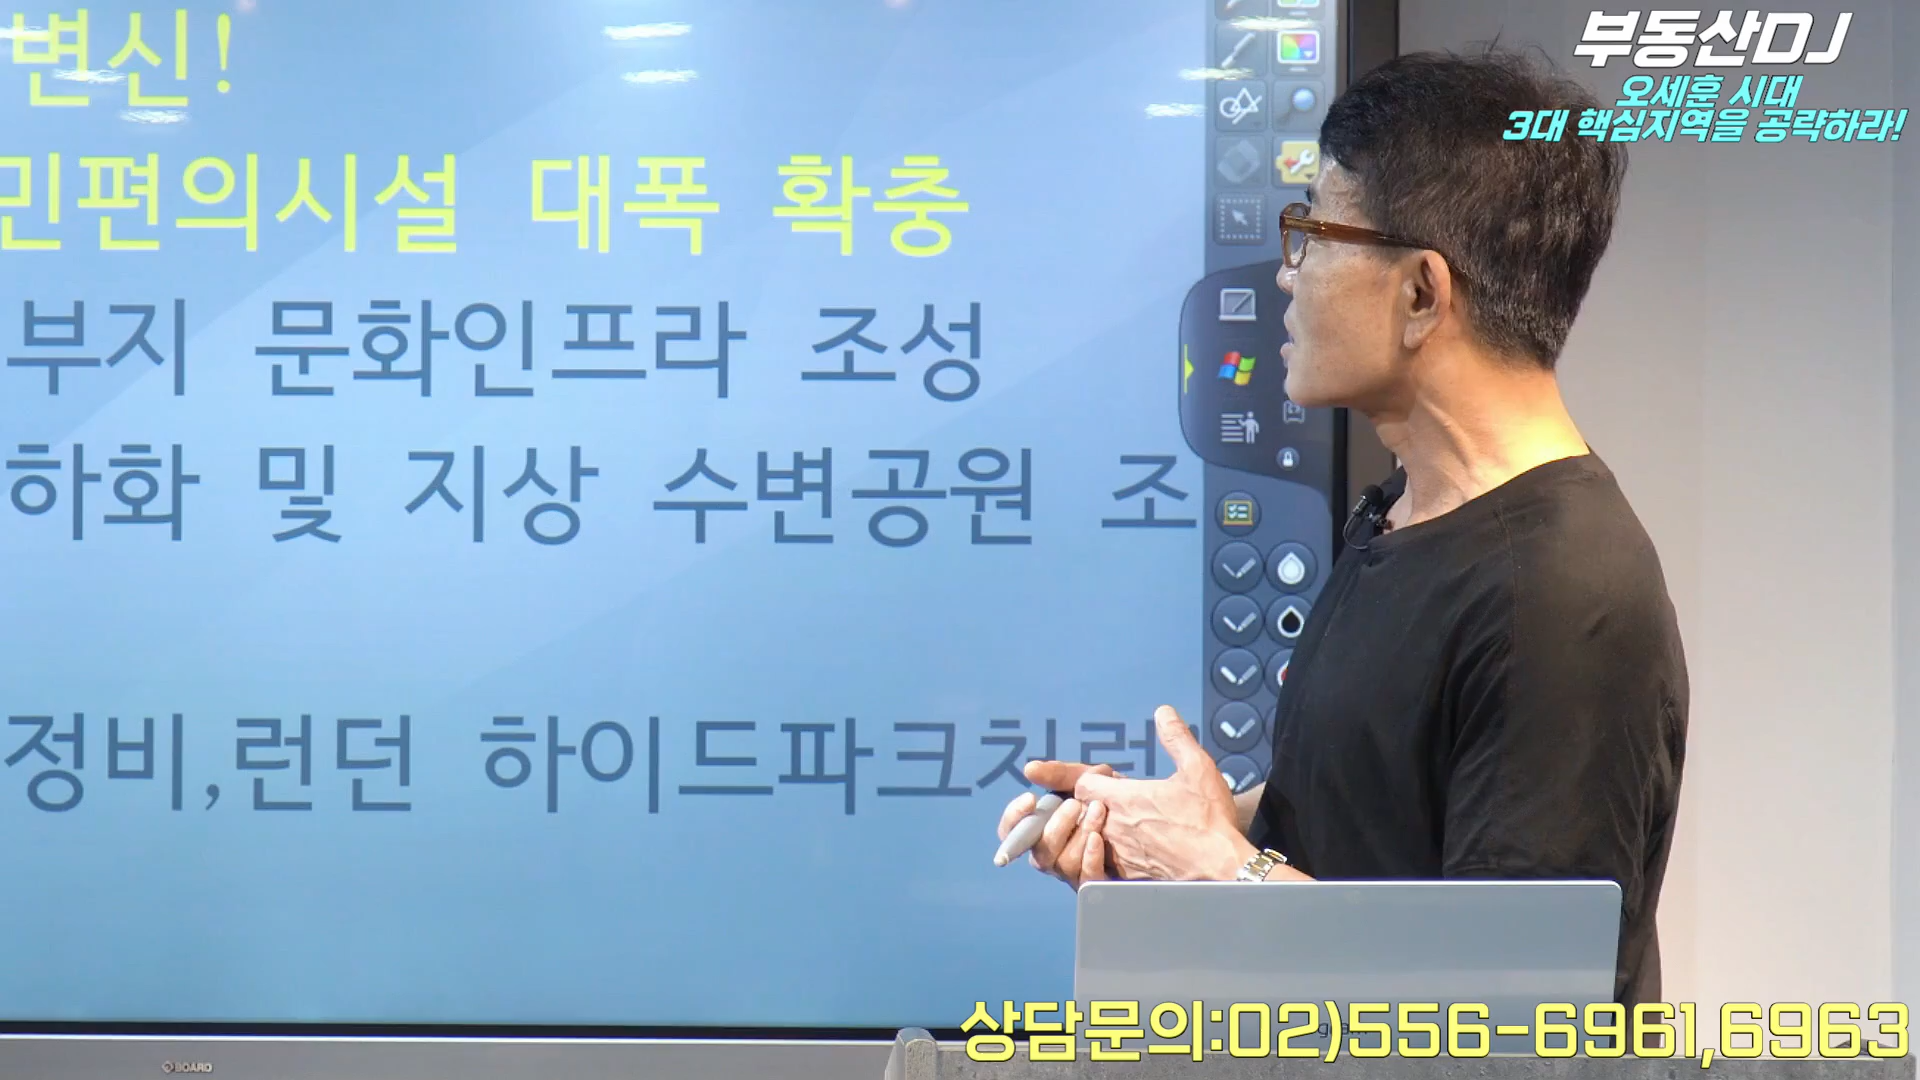 변신!
민편의시설 대폭 확충
부지 문화인프라 조성
하화 및 지상 수변공원 조
정비,런던 하이드파크처럼
부동산DJ
오세훈 시대
3대 핵심지역을 공략하라!
상담문의:02)556-6961,6963
BOARD